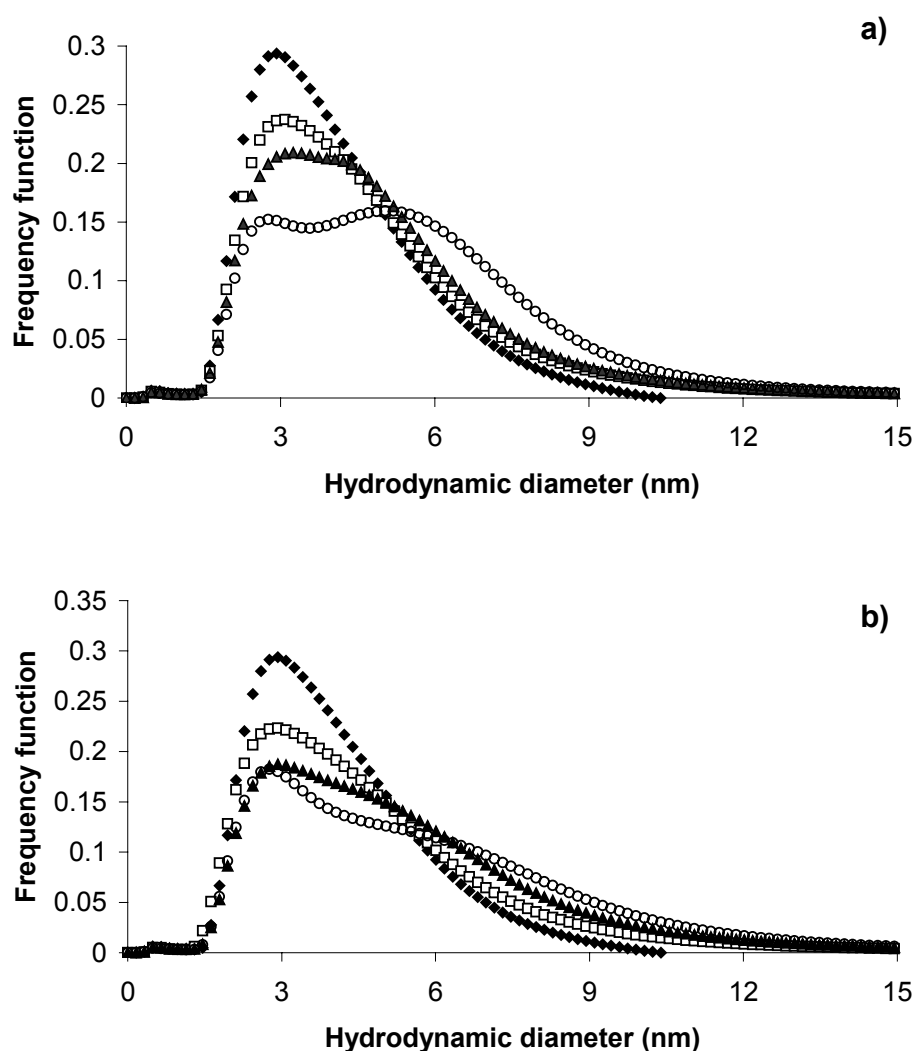 a)
0.3
0.25
0.2
0.15
0.1
0.05
0
Frequency function
0 3 6 9 12 15
Hydrodynamic diameter (nm)
b)
0.35
0.3
0.25
0.2
0.15
0.1
0.05
0
Frequency function
0 3 6 9 12 15
Hydrodynamic diameter (nm)